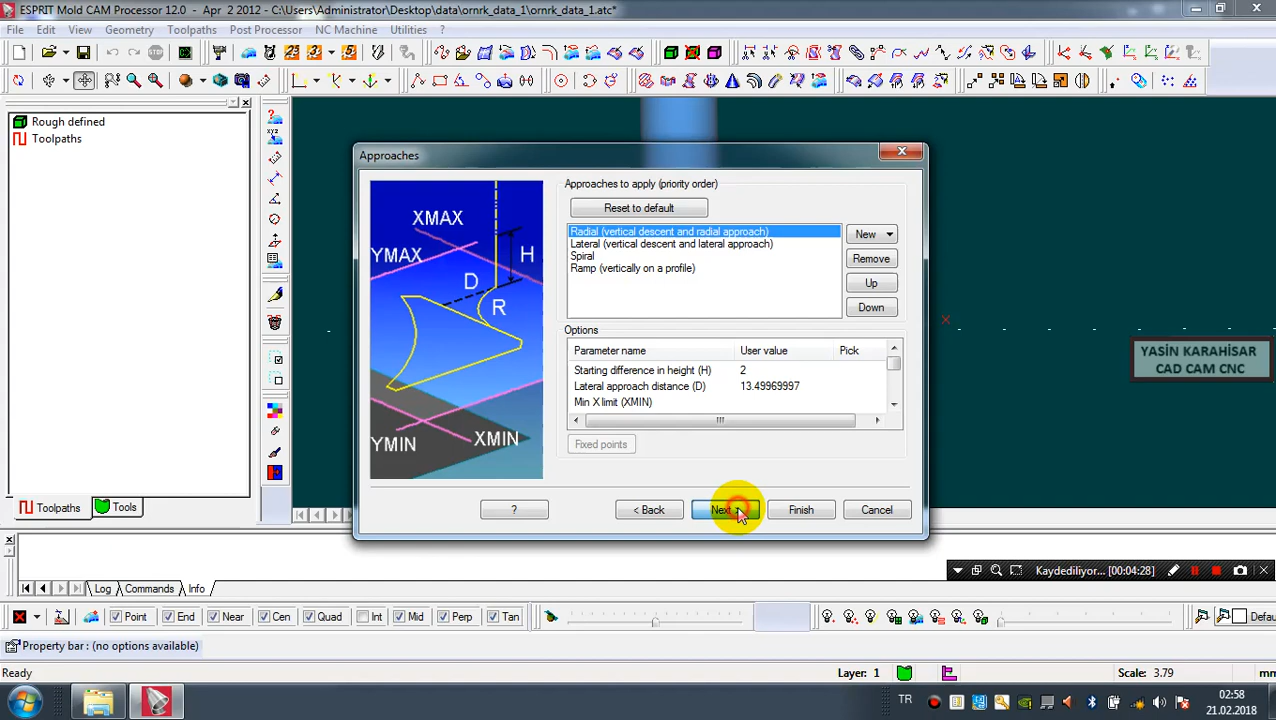 ESPRIT Mold CAM Processor 12.0 - Apr 2 2012 - C:\Users\Administrator\Desktop\data\ornrk_data_1\ornrk_data_1.atc*
File Edit View Geometry Toolpaths Post Processor NC Machine Utilities ?
Rough defined
Toolpaths
Approaches
XMAX
YMAX
H
D
R
YMIN
XMIN
Approaches to apply (priority order)
Reset to default
Radial (vertical descent and radial approach)
Lateral (vertical descent and lateral approach)
Spiral
Ramp (vertically on a profile)
New
Remove
Up
Down
Options
Parameter name User value Pick
Starting difference in height (H) 2
Lateral approach distance (D) 13.49969997
Min X limit (XMIN)
Fixed points
? < Back Next > Finish Cancel
YASİN KARAHİSAR
CAD CAM CNC
Toolpaths Tools
Kaydediliyor... [00:04:28]
Log Commands Info
Point End Near Cen Quad Int Mid Perp Tan
Defau
Property bar : (no options available)
Ready Layer: 1 Scale: 3.79 mm
TR
02:58
21.02.2018